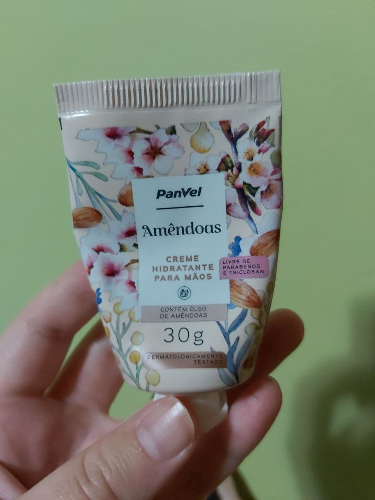 PanVel
Amêndoas
CREME
HIDRATANTE
PARA MÃOS
LIVRE DE
PARABENOS
E TRICLOSAN
CONTÉM ÓLEO
DE AMÊNDOAS
30g
DERMATOLOGICAMENTE
TESTADO